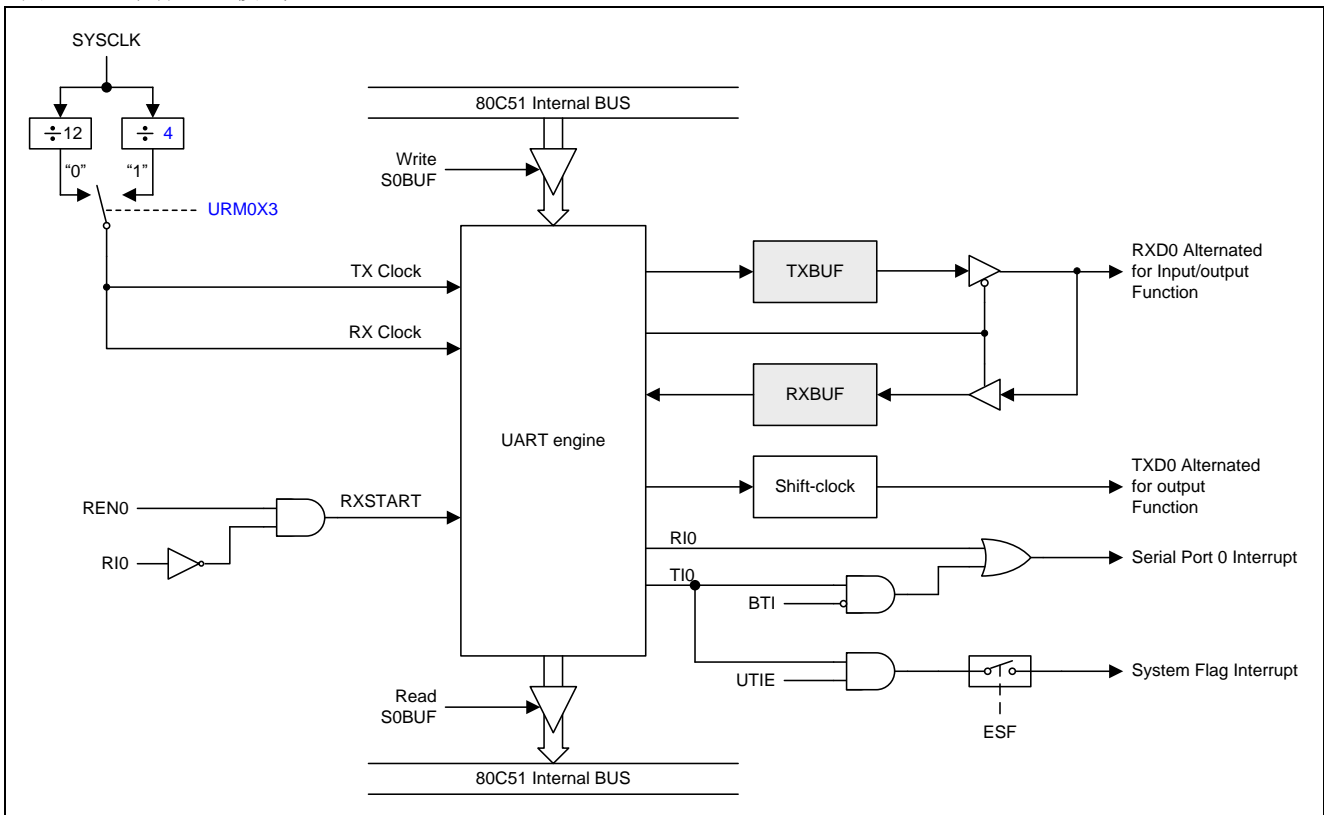 SYSCLK
80C51 Internal BUS
÷12
÷ 4
“0”
“1”
Write
S0BUF
URM0X3
TX Clock
TXBUF
RXD0 Alternated
for Input/output
Function
RX Clock
RXBUF
UART engine
Shift-clock
TXD0 Alternated
for output
Function
REN0
RXSTART
RI0
RI0
Serial Port 0 Interrupt
TI0
BTI
UTIE
System Flag Interrupt
Read
S0BUF
ESF
80C51 Internal BUS